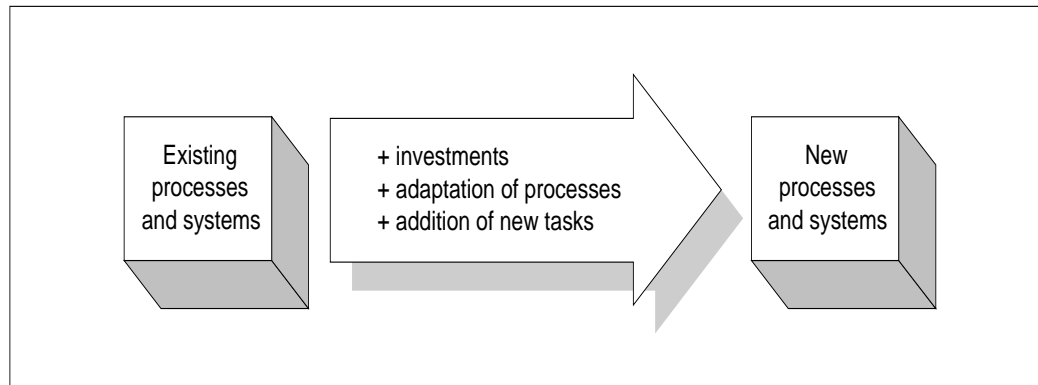 Existing
processes
and systems
+ investments
+ adaptation of processes
+ addition of new tasks
New
processes
and systems